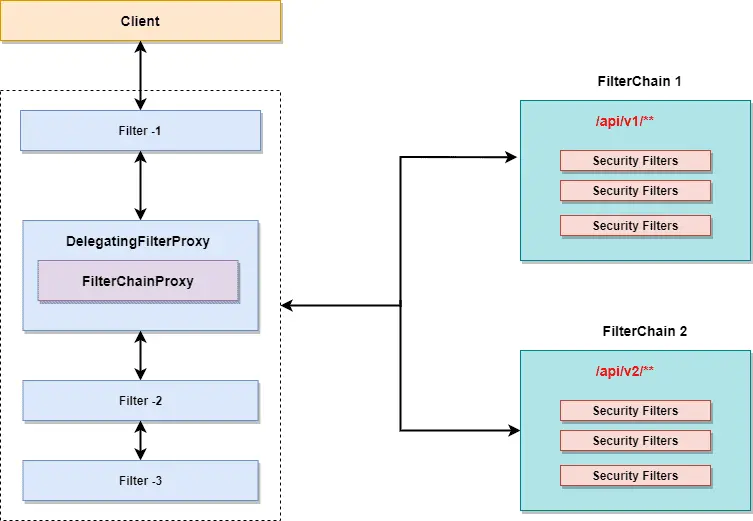 Client
Filter -1
DelegatingFilterProxy
FilterChainProxy
Filter -2
Filter -3
FilterChain 1
/api/v1/**
Security Filters
Security Filters
Security Filters
FilterChain 2
/api/v2/**
Security Filters
Security Filters
Security Filters